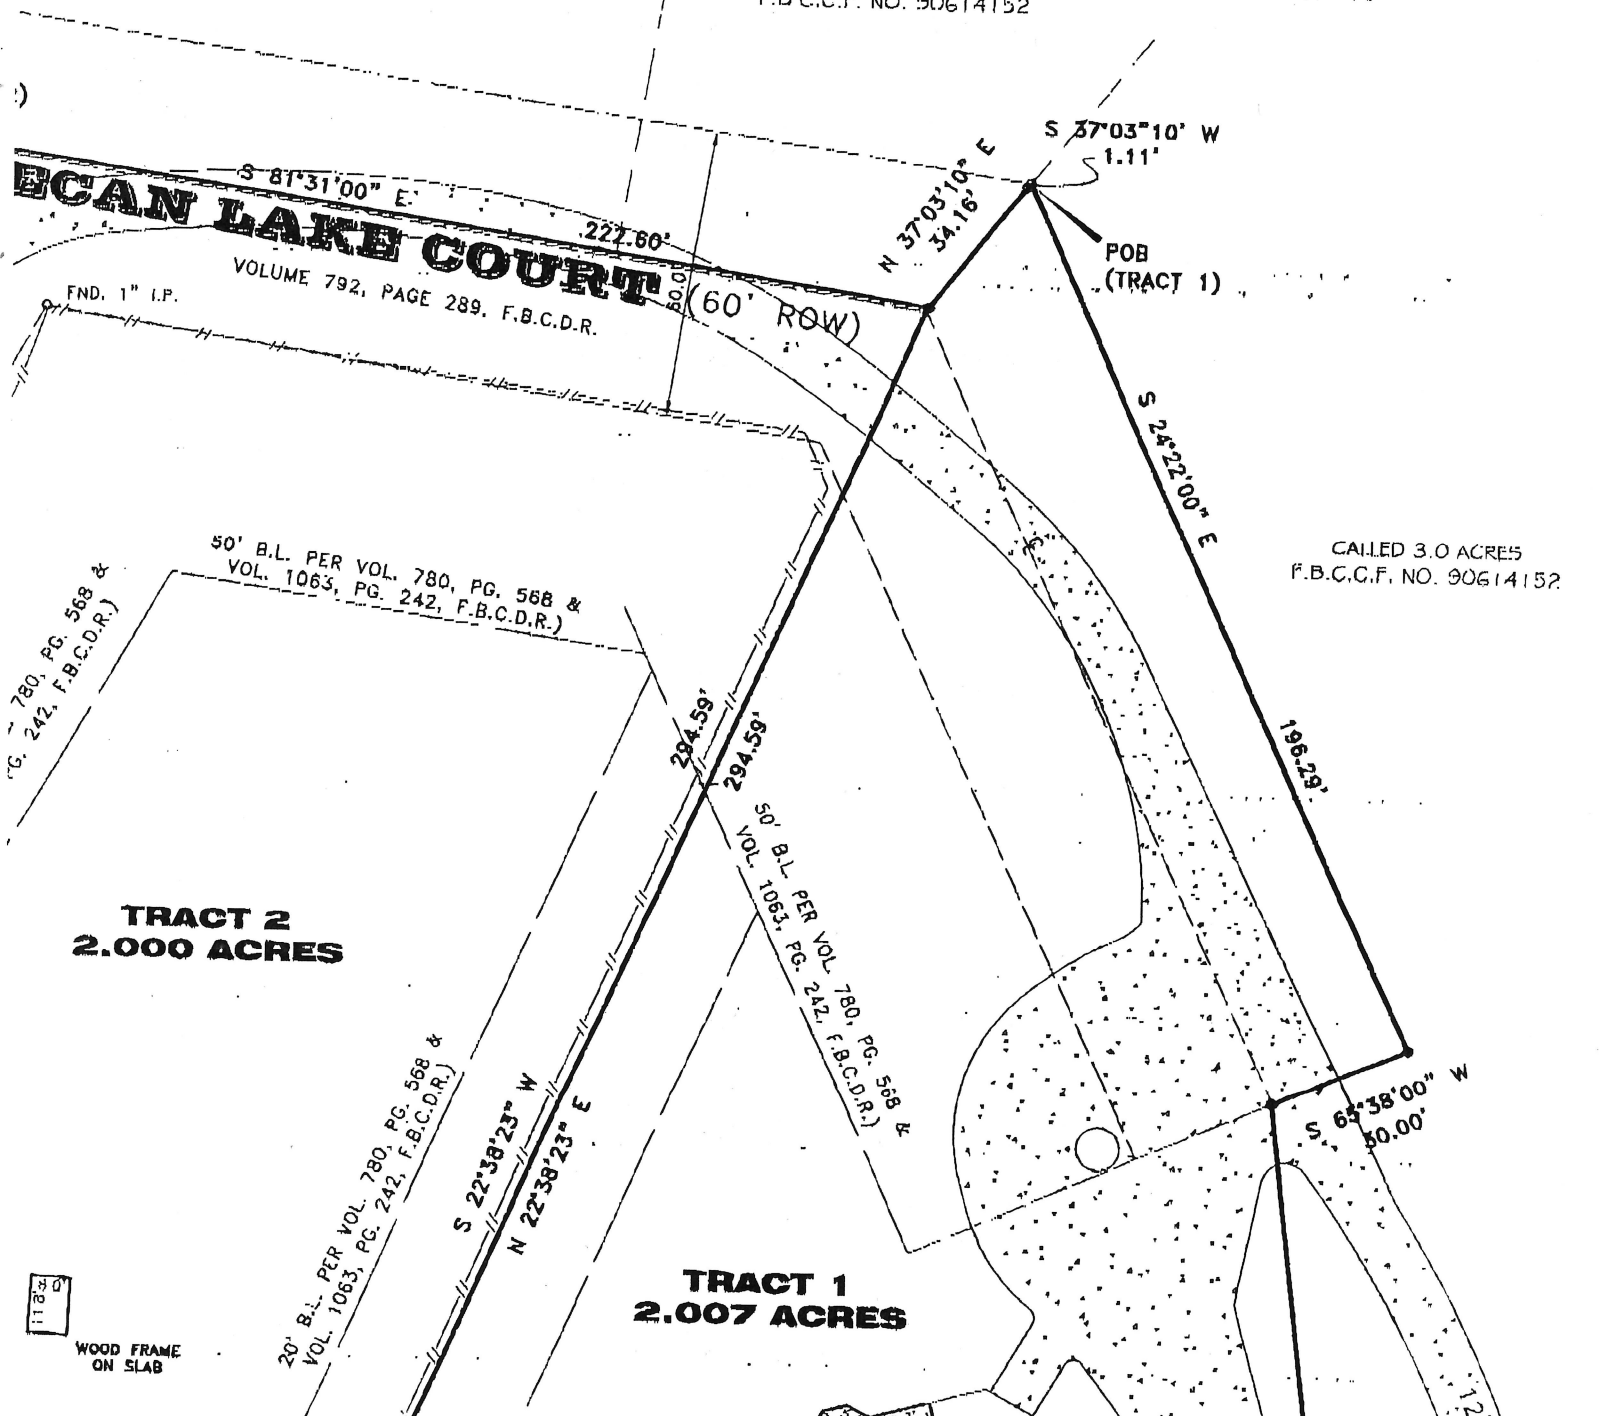 F.B.C.C.F. NO. 90614152
S 37°03"10' W
1.11'
N 37°03'10" E
34.16'
POB
(TRACT 1)
S 81°31'00" E
222.60'
ECAN LAKE COURT (60' ROW)
60.0'
VOLUME 792, PAGE 289, F.B.C.D.R.
FND. 1" I.P.
S 24°22'00" E
196.29'
CALLED 3.0 ACRES
F.B.C.C.F. NO. 90614152
50' B.L. PER VOL. 780, PG. 568 &
VOL. 1063, PG. 242, F.B.C.D.R.)
780, PG. 568 &
PG. 242, F.B.C.D.R.)
294.59'
294.59'
50' B.L. PER VOL. 780, PG. 568 &
VOL. 1063, PG. 242, F.B.C.D.R.)
TRACT 2
2.000 ACRES
S 22°38'23" W
N 22°38'23" E
20' B.L. PER VOL. 780, PG. 568 &
VOL. 1063, PG. 242, F.B.C.D.R.)
S 65°38'00" W
30.00'
TRACT 1
2.007 ACRES
WOOD FRAME
ON SLAB
12